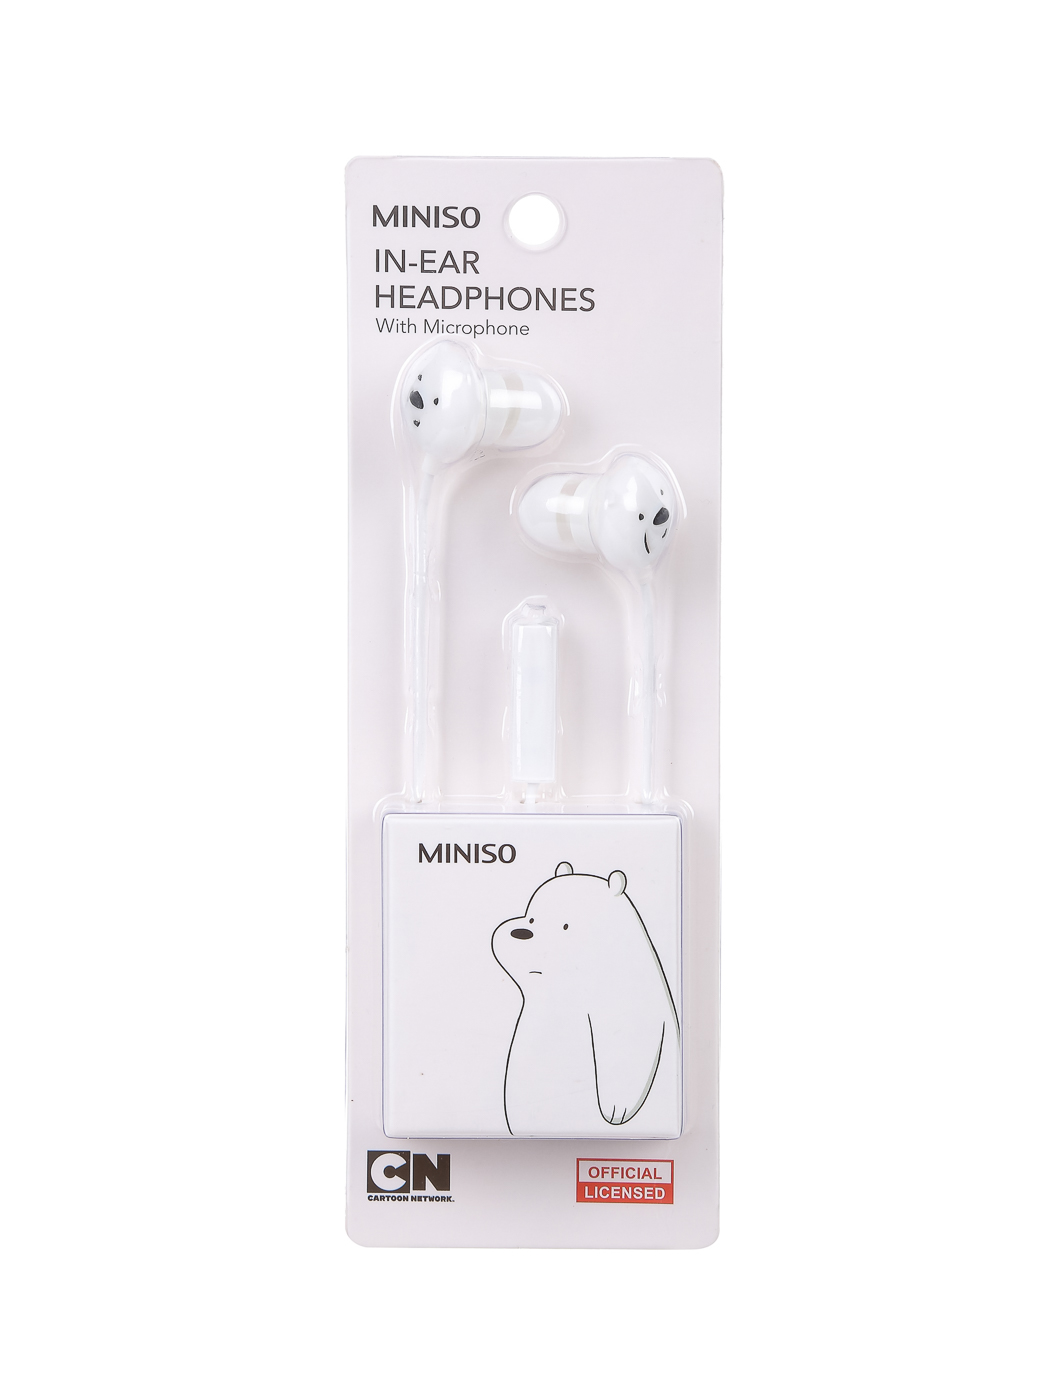 MINISO
IN-EAR
HEADPHONES
With Microphone
MINISO
CN
CARTOON NETWORK.
OFFICIAL
LICENSED